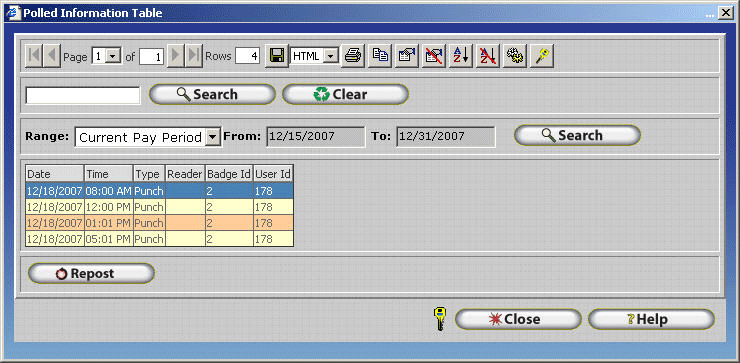 Polled Information Table
Page 1 of 1 Rows 4 HTML
Search Clear
Range: Current Pay Period From: 12/15/2007 To: 12/31/2007 Search
Date Time Type Reader Badge Id User Id
12/18/2007 08:00 AM Punch 2 178
12/18/2007 12:00 PM Punch 2 178
12/18/2007 01:01 PM Punch 2 178
12/18/2007 05:01 PM Punch 2 178
Repost
Close ?Help